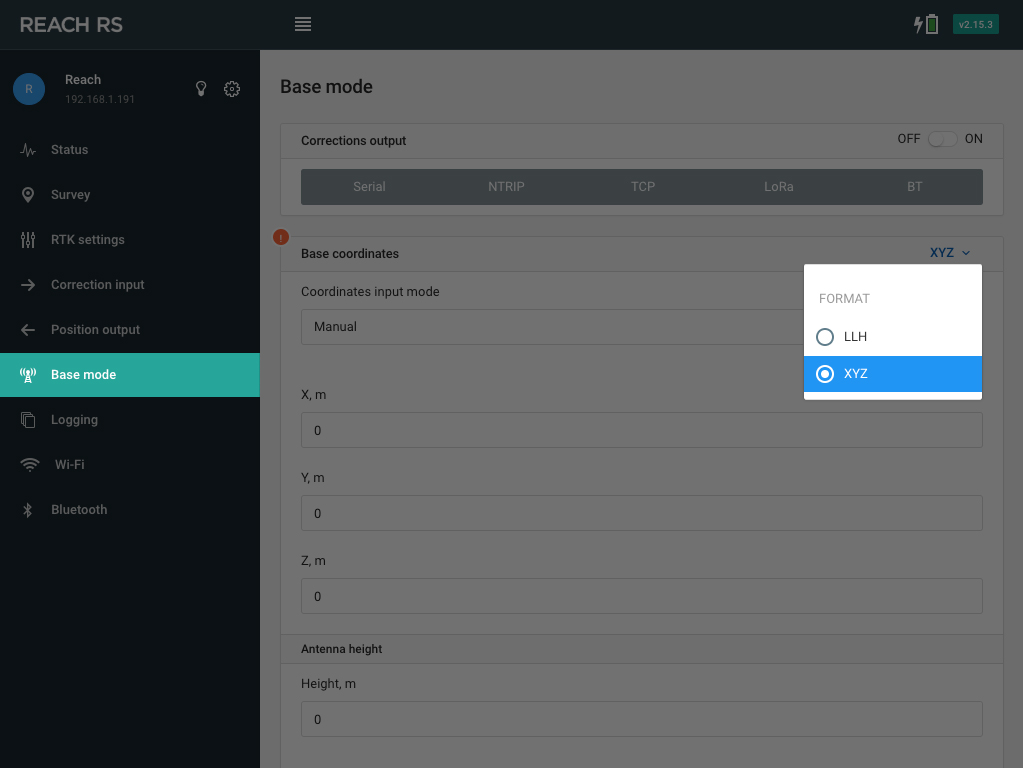 REACH RS
v2.15.3
R
Reach
192.168.1.191
Status
Survey
RTK settings
Correction input
Position output
Base mode
Logging
Wi-Fi
Bluetooth
Base mode
Corrections output
OFF ON
Serial NTRIP TCP LoRa BT
!
Base coordinates
XYZ
Coordinates input mode
Manual
FORMAT
LLH
XYZ
X, m
0
Y, m
0
Z, m
0
Antenna height
Height, m
0